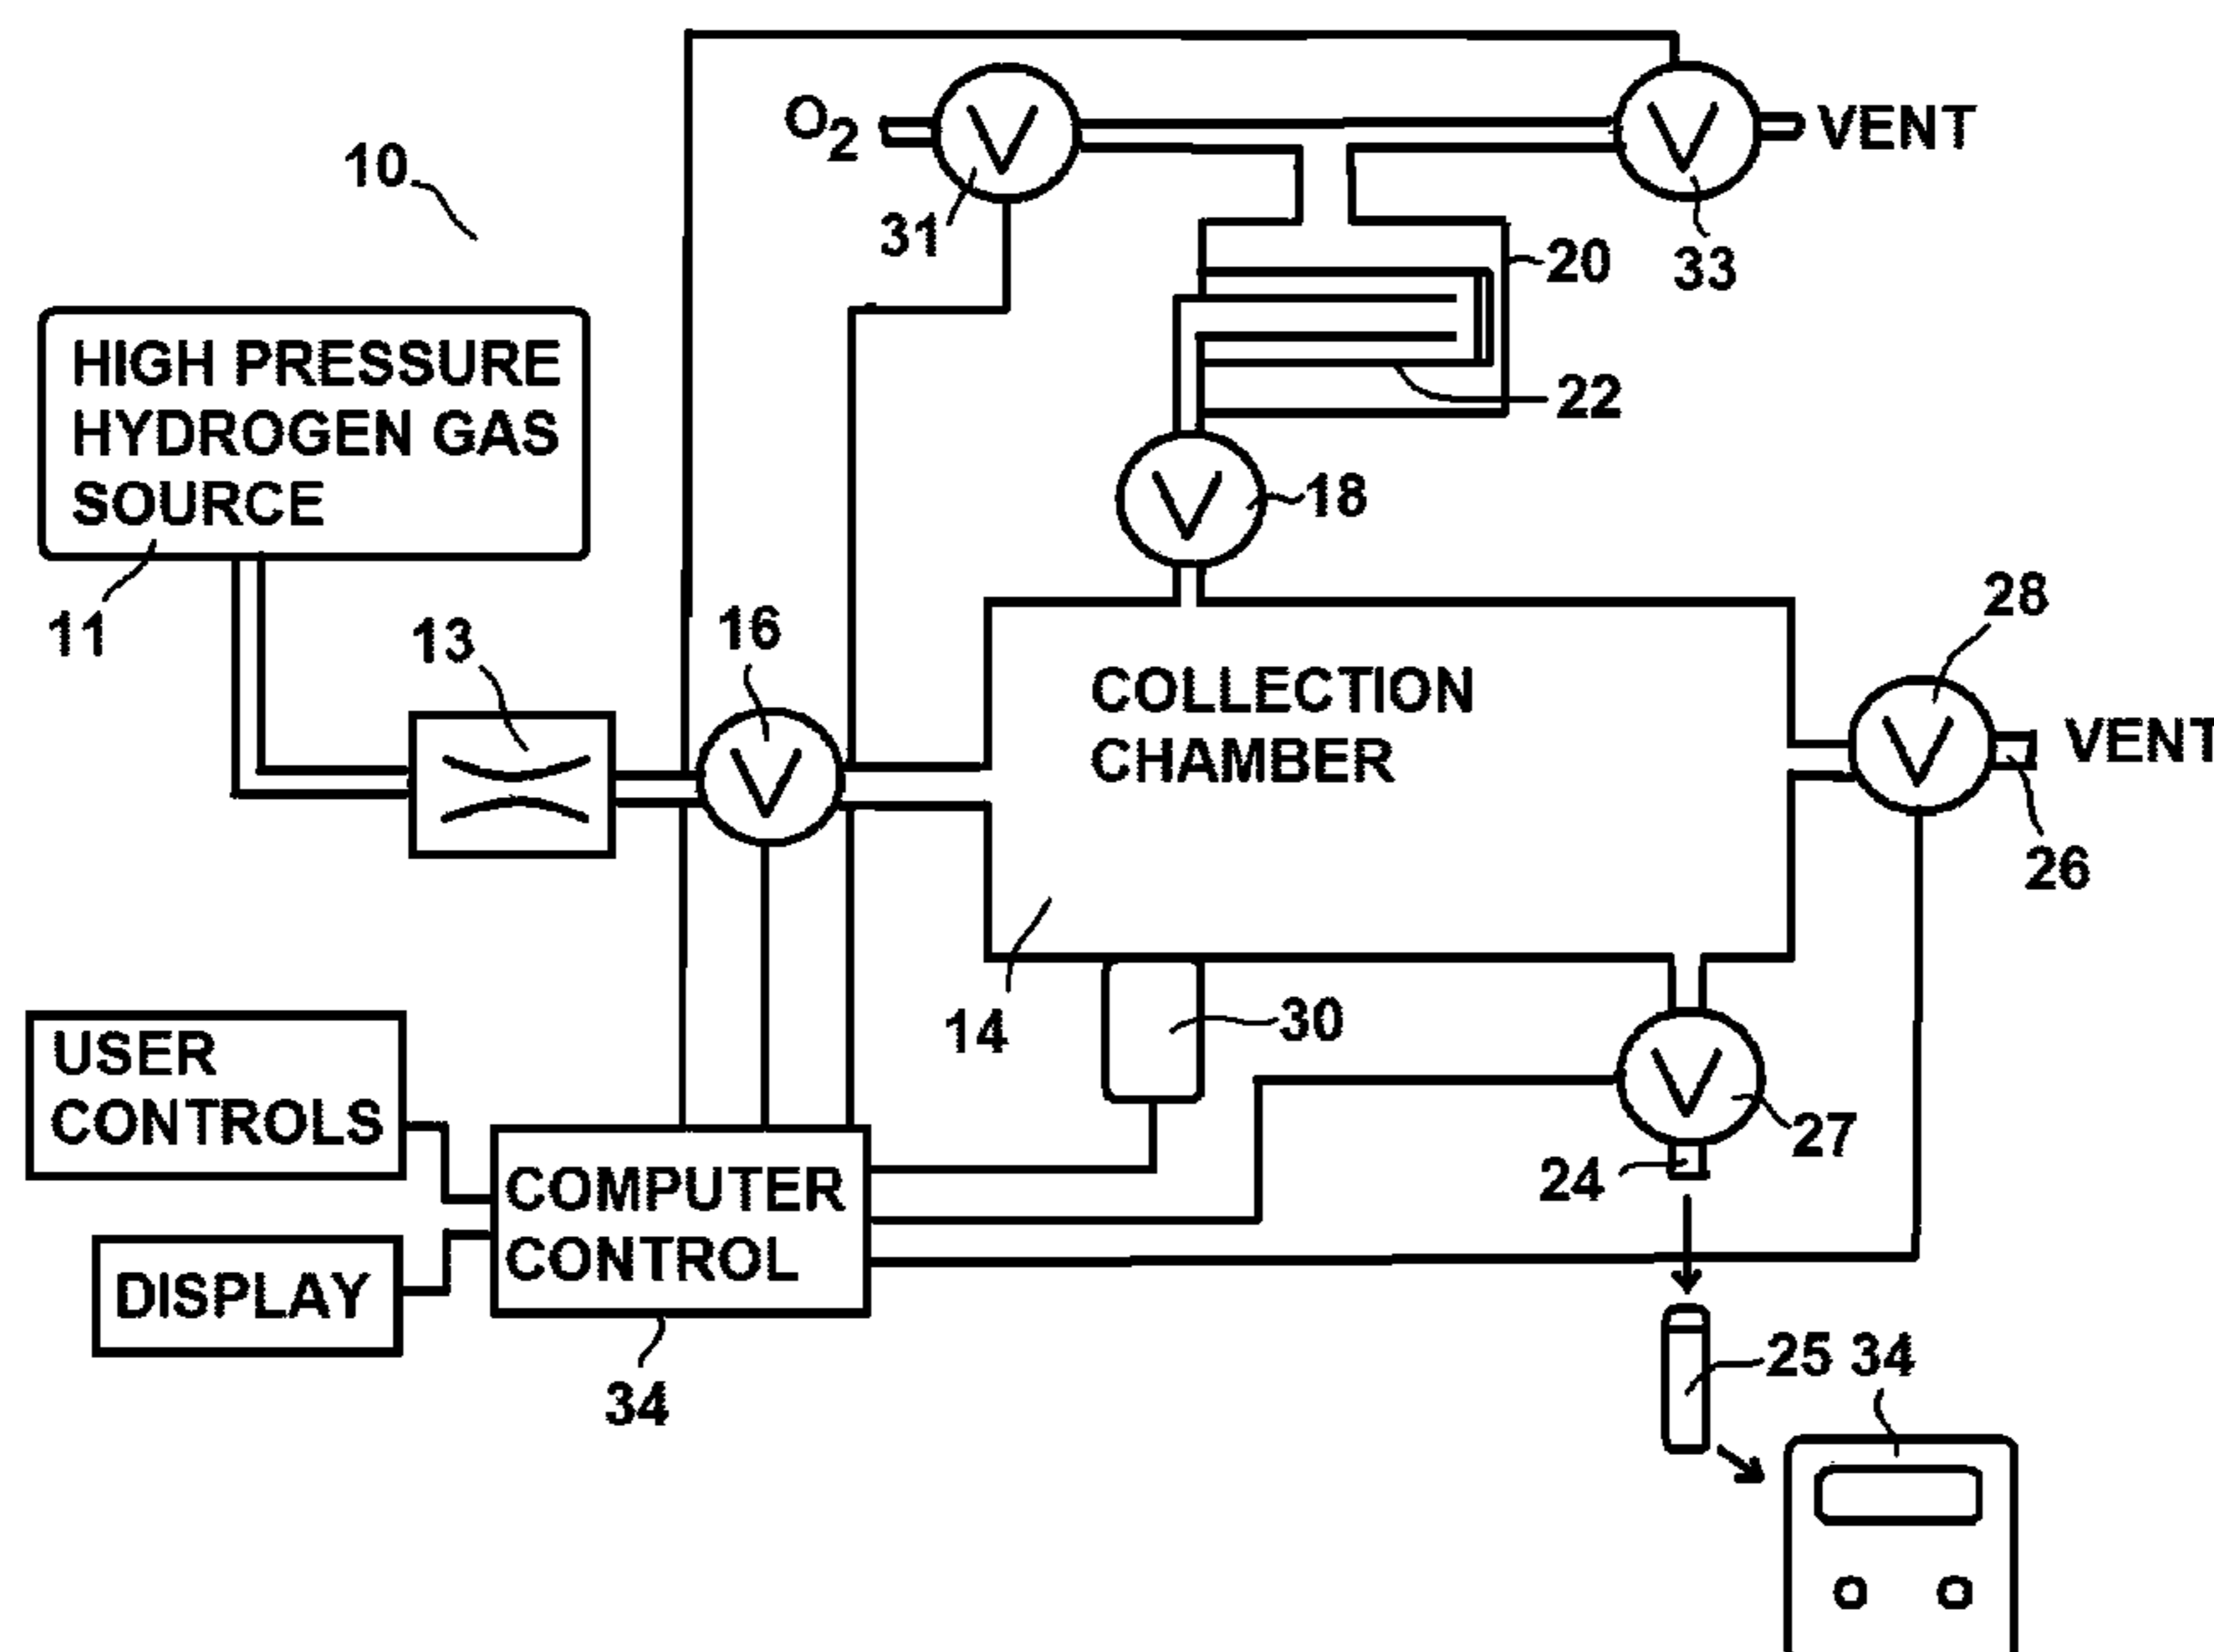 O2
VENT
10
31
33
20
HIGH PRESSURE
HYDROGEN GAS
SOURCE
22
18
11
13
16
28
COLLECTION
CHAMBER
VENT
26
14
30
USER
CONTROLS
27
24
COMPUTER
CONTROL
DISPLAY
34
25
34